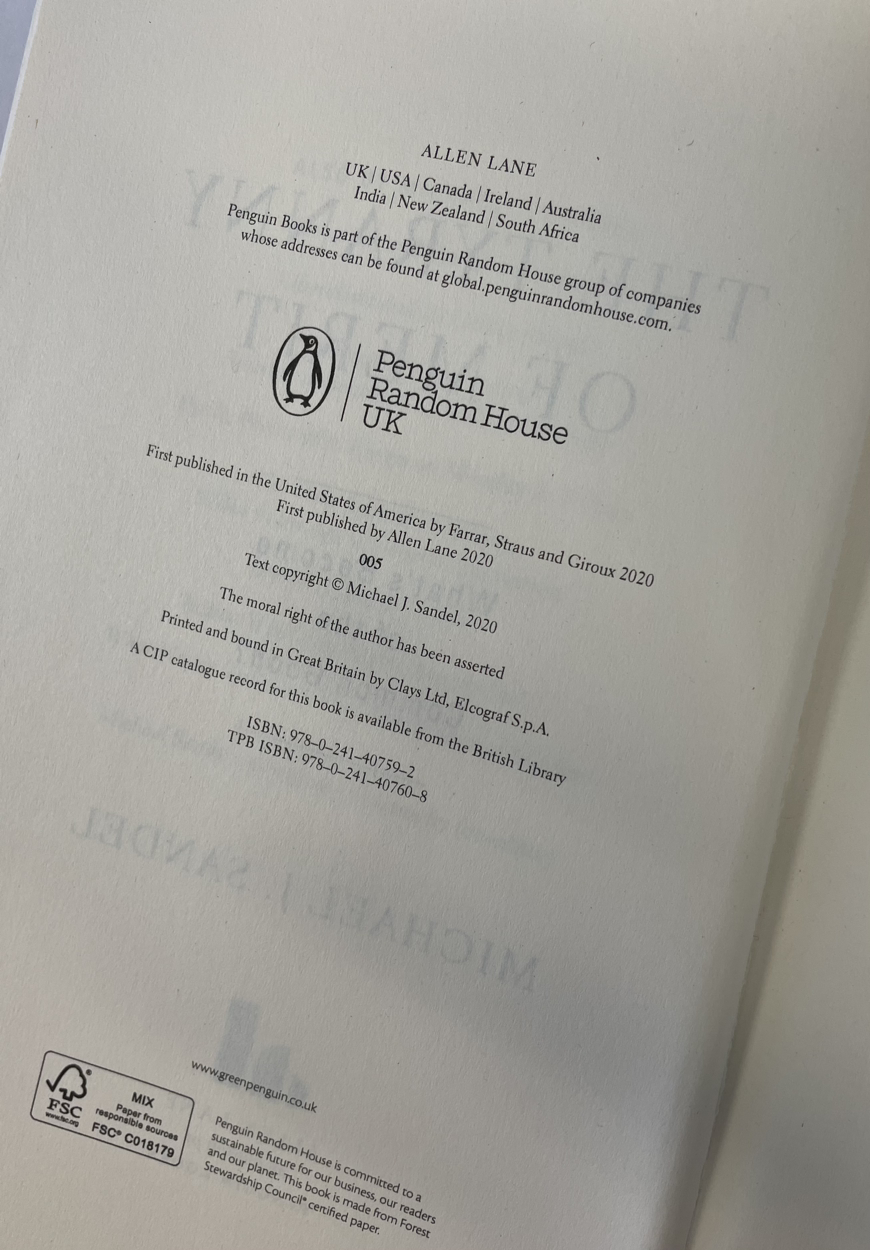 ALLEN LANE
UK | USA | Canada | Ireland | Australia
India | New Zealand | South Africa
Penguin Books is part of the Penguin Random House group of companies
whose addresses can be found at global.penguinrandomhouse.com.
Penguin
Random House
UK
First published in the United States of America by Farrar, Straus and Giroux 2020
First published by Allen Lane 2020
005
Text copyright © Michael J. Sandel, 2020
The moral right of the author has been asserted
Printed and bound in Great Britain by Clays Ltd, Elcograf S.p.A.
A CIP catalogue record for this book is available from the British Library
ISBN: 978–0–241–40759–2
TPB ISBN: 978–0–241–40760–8
THE TYRANNY
OF MERIT
MICHAEL J. SANDEL
www.greenpenguin.co.uk
FSC®
www.fsc.org
MIX
Paper from
responsible sources
FSC® C018179
Penguin Random House is committed to a
sustainable future for our business, our readers
and our planet. This book is made from Forest
Stewardship Council® certified paper.